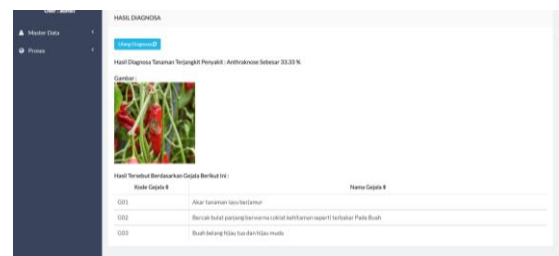 User : admin
Master Data
Proses
HASIL DIAGNOSA
Ulang Diagnosa
Hasil Diagnosa Tanaman Terjangkit Penyakit : Anthraknose Sebesar 33.33 %
Gambar :
Hasil Tersebut Berdasarkan Gejala Berikut Ini :
Kode Gejala Nama Gejala
G01 Akar tanaman layu berjamur
G02 Bercak bulat panjang berwarna coklat kehitaman seperti terbakar Pada Buah
G03 Buah belang hijau tua dan hijau muda